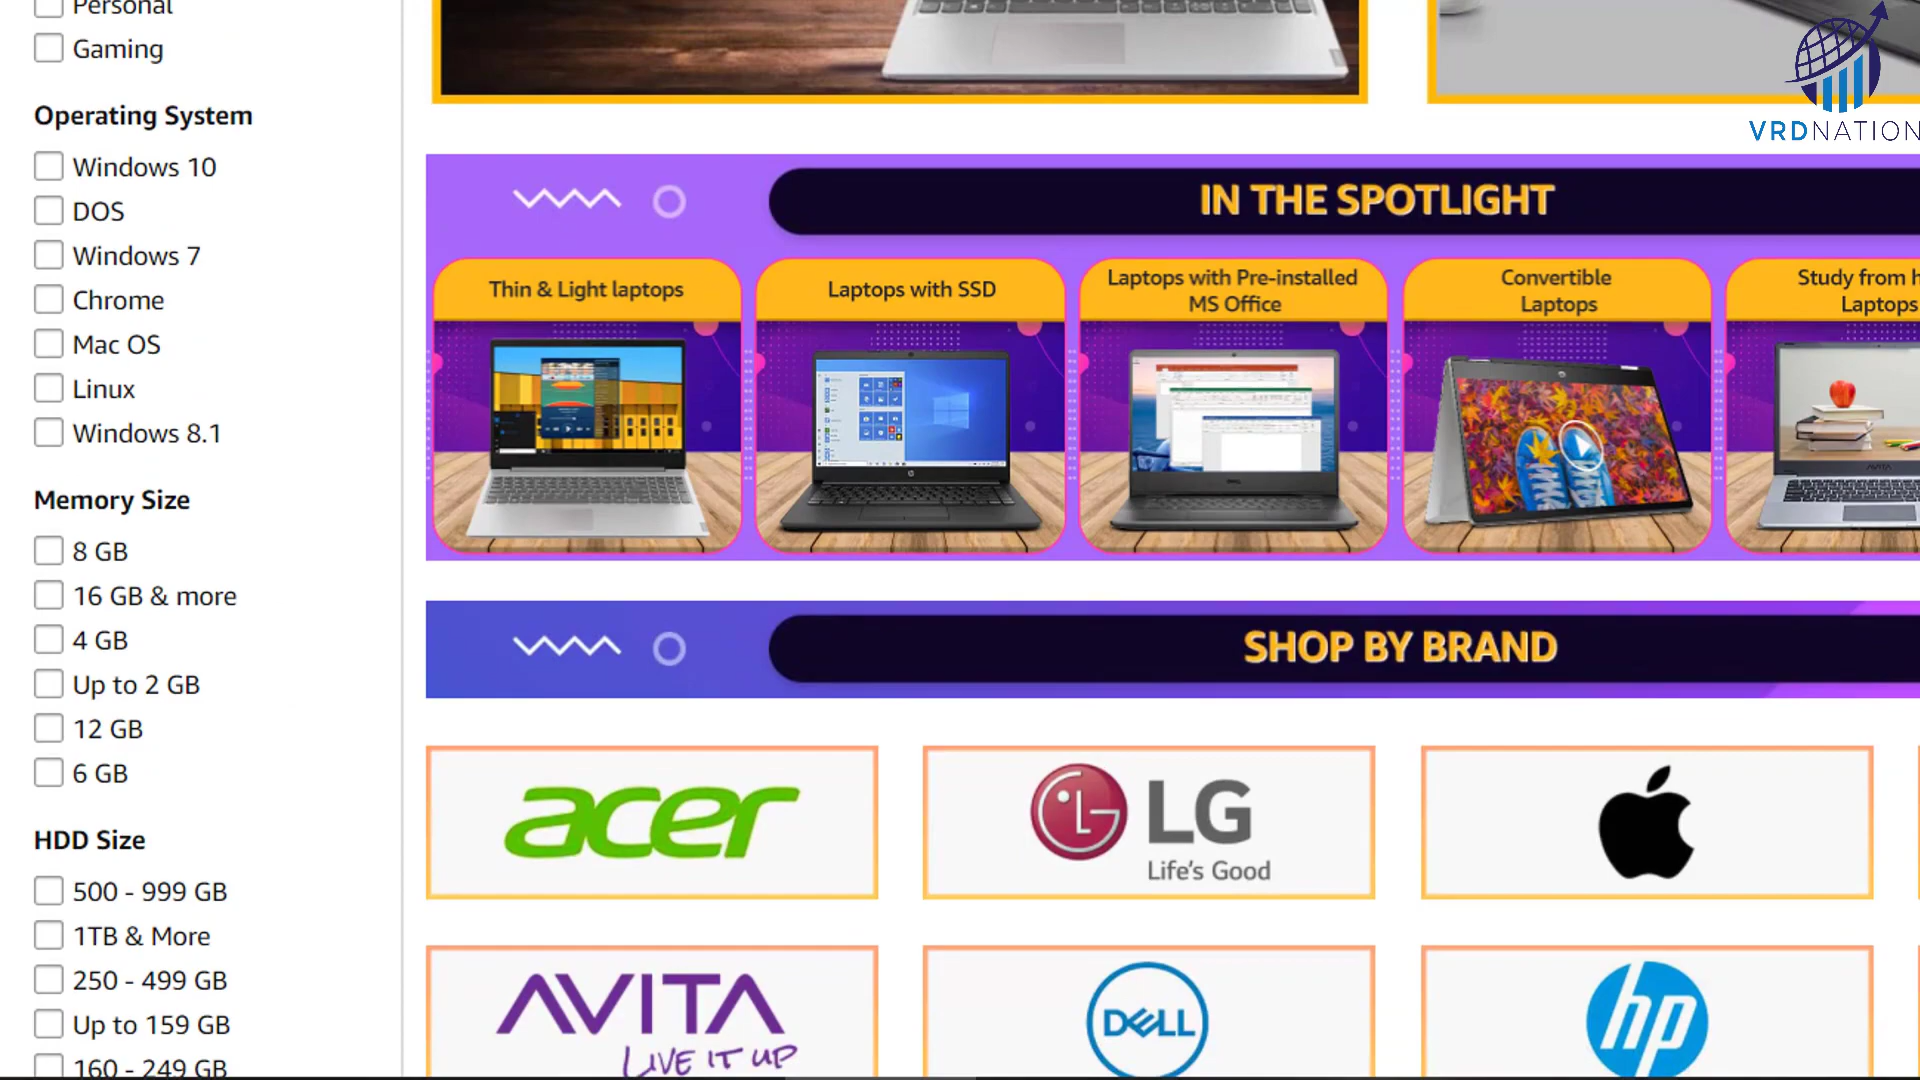 Personal
Gaming
Operating System
Windows 10
DOS
Windows 7
Chrome
Mac OS
Linux
Windows 8.1
Memory Size
8 GB
16 GB & more
4 GB
Up to 2 GB
12 GB
6 GB
HDD Size
500 - 999 GB
1TB & More
250 - 499 GB
Up to 159 GB
160 - 249 GB
VRDNATION
IN THE SPOTLIGHT
Thin & Light laptops
Laptops with SSD
Laptops with Pre-installed
MS Office
Convertible
Laptops
Study from h
Laptops
AVITA
SHOP BY BRAND
acer
LG
Life's Good
AVITA
LIVE IT UP
DELL
hp